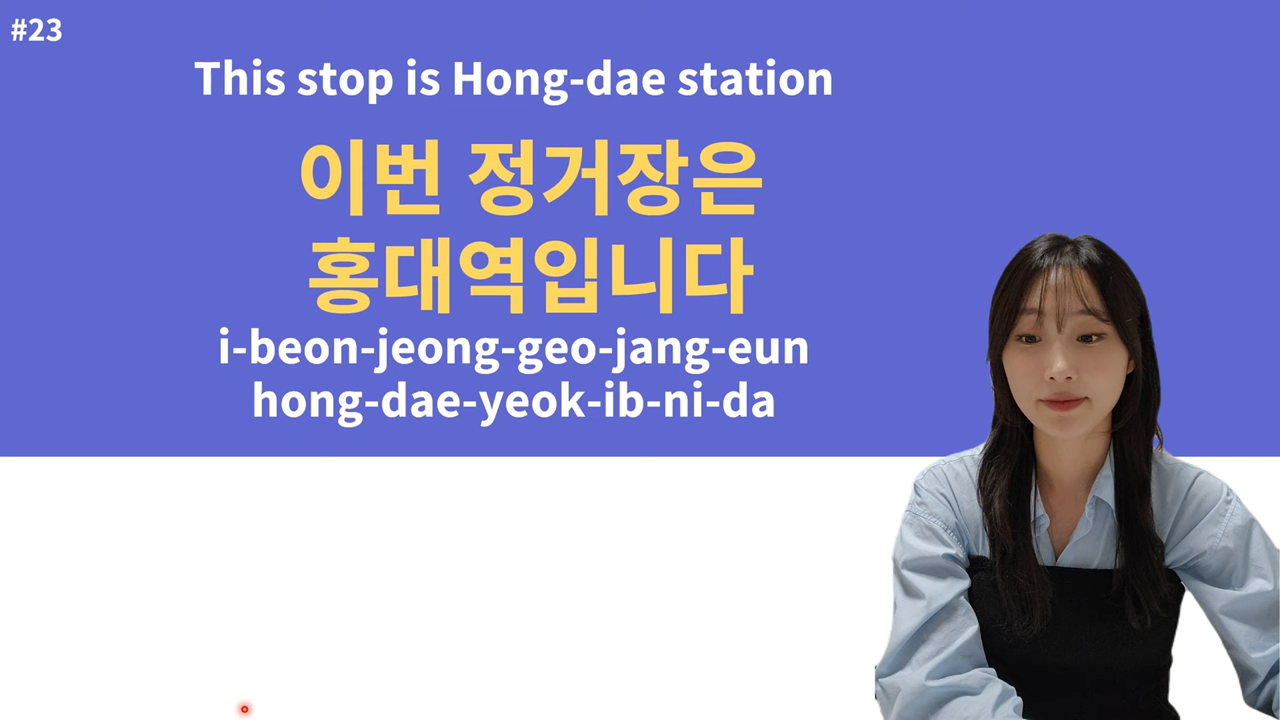 #23
This stop is Hong-dae station
이번 정거장은
홍대역입니다
i-beon-jeong-geo-jang-eun
hong-dae-yeok-ib-ni-da